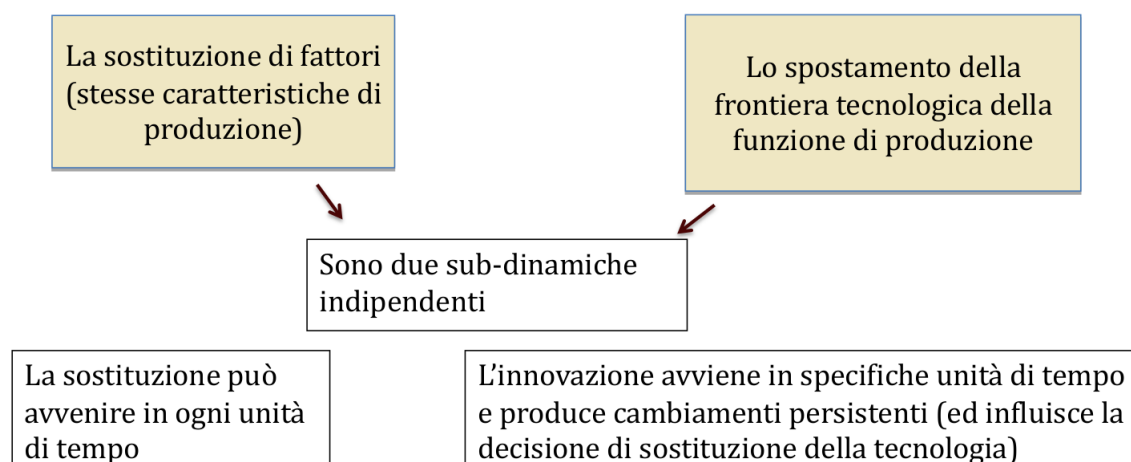 La sostituzione di fattori
(stesse caratteristiche di
produzione)
Lo spostamento della
frontiera tecnologica della
funzione di produzione
Sono due sub-dinamiche
indipendenti
La sostituzione può
avvenire in ogni unità
di tempo
L’innovazione avviene in specifiche unità di tempo
e produce cambiamenti persistenti (ed influisce la
decisione di sostituzione della tecnologia)